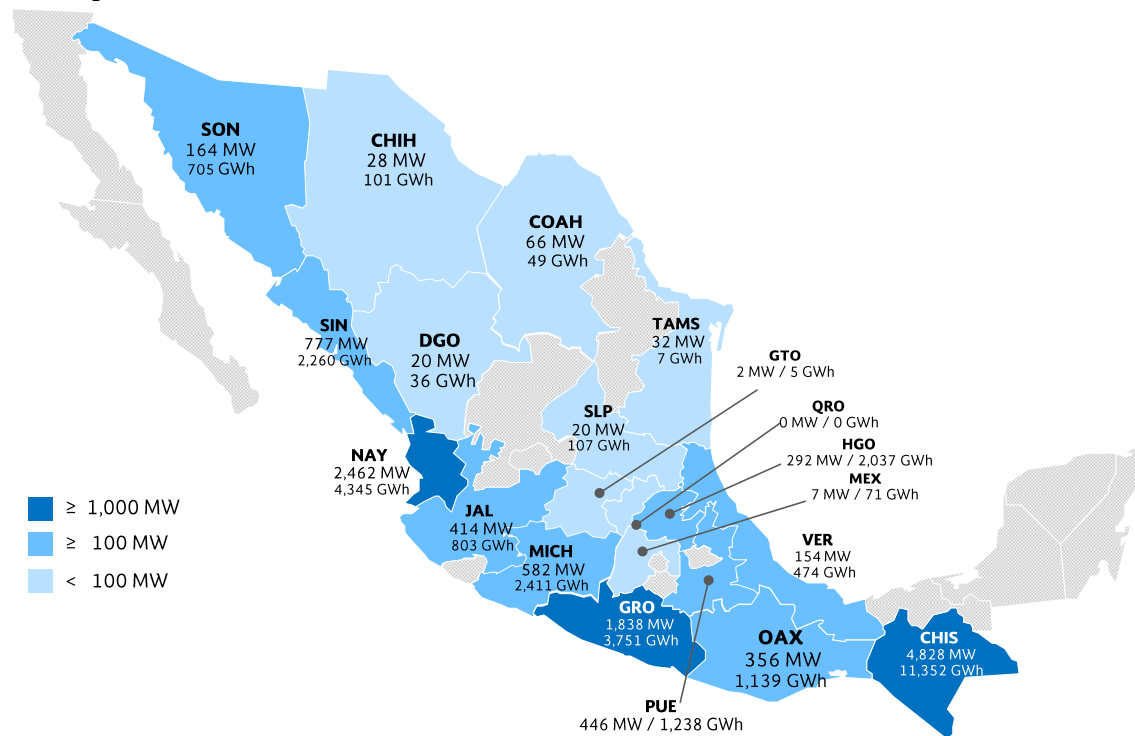 SON
164 MW
705 GWh
CHIH
28 MW
101 GWh
COAH
66 MW
49 GWh
SIN
777 MW
2,260 GWh
DGO
20 MW
36 GWh
TAMS
32 MW
7 GWh
GTO
2 MW / 5 GWh
SLP
20 MW
107 GWh
QRO
0 MW / 0 GWh
HGO
292 MW / 2,037 GWh
MEX
7 MW / 71 GWh
NAY
2,462 MW
4,345 GWh
≥ 1,000 MW
≥ 100 MW
< 100 MW
JAL
414 MW
803 GWh
MICH
582 MW
2,411 GWh
VER
154 MW
474 GWh
GRO
1,838 MW
3,751 GWh
OAX
356 MW
1,139 GWh
CHIS
4,828 MW
11,352 GWh
PUE
446 MW / 1,238 GWh